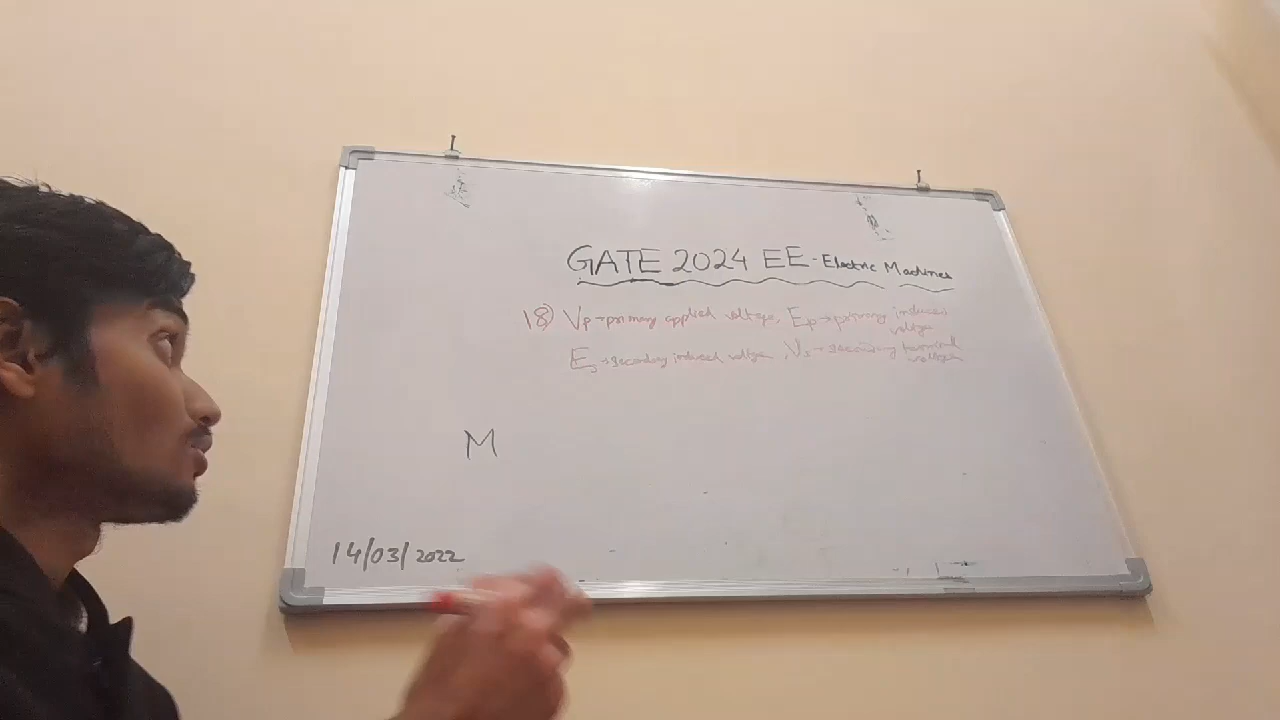 GATE 2024 EE - Electric Machines
18) Vp → primary applied voltage, Ep → primary induced voltage
Es → secondary induced voltage, Vs → secondary terminal voltage
M
14/03/2022